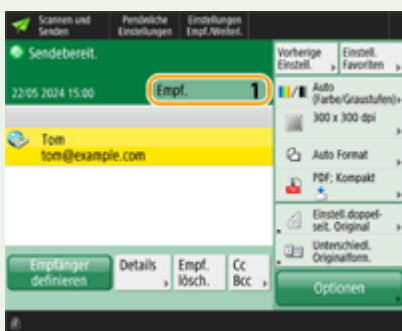 Scannen und
Senden
Persönliche
Einstellungen
Einstellungen
Empf./Weiterl.
Sendebereit.
22/05 2024 15:00
Empf. 1
Tom
tom@example.com
Empfänger
definieren
Details
Empf.
lösch.
Cc
Bcc
Vorherige
Einstell.
Einstell.
Favoriten
Auto
(Farbe/Graustufen)
300 x 300 dpi
Auto Format
PDF; Kompakt
Einstell.doppel-
seit. Original
Unterschiedl.
Originalform.
Optionen